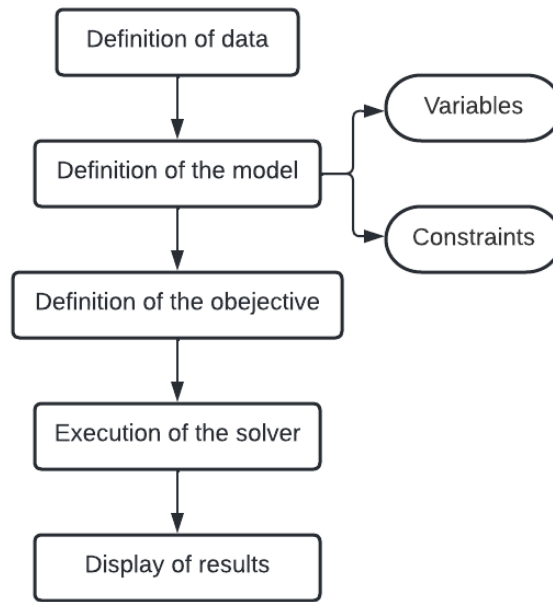 Definition of data
Variables
Definition of the model
Constraints
Definition of the obejective
Execution of the solver
Display of results